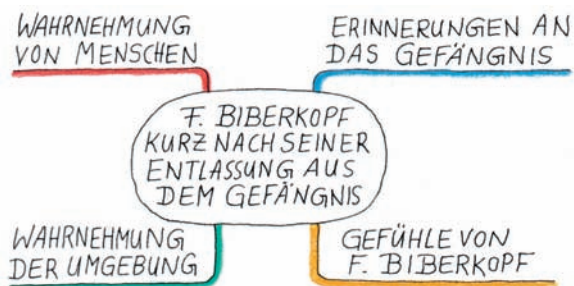 WAHRNEHMUNG
VON MENSCHEN
ERINNERUNGEN AN
DAS GEFÄNGNIS
F. BIBERKOPF
KURZ NACH SEINER
ENTLASSUNG AUS
DEM GEFÄNGNIS
WAHRNEHMUNG
DER UMGEBUNG
GEFÜHLE VON
F. BIBERKOPF